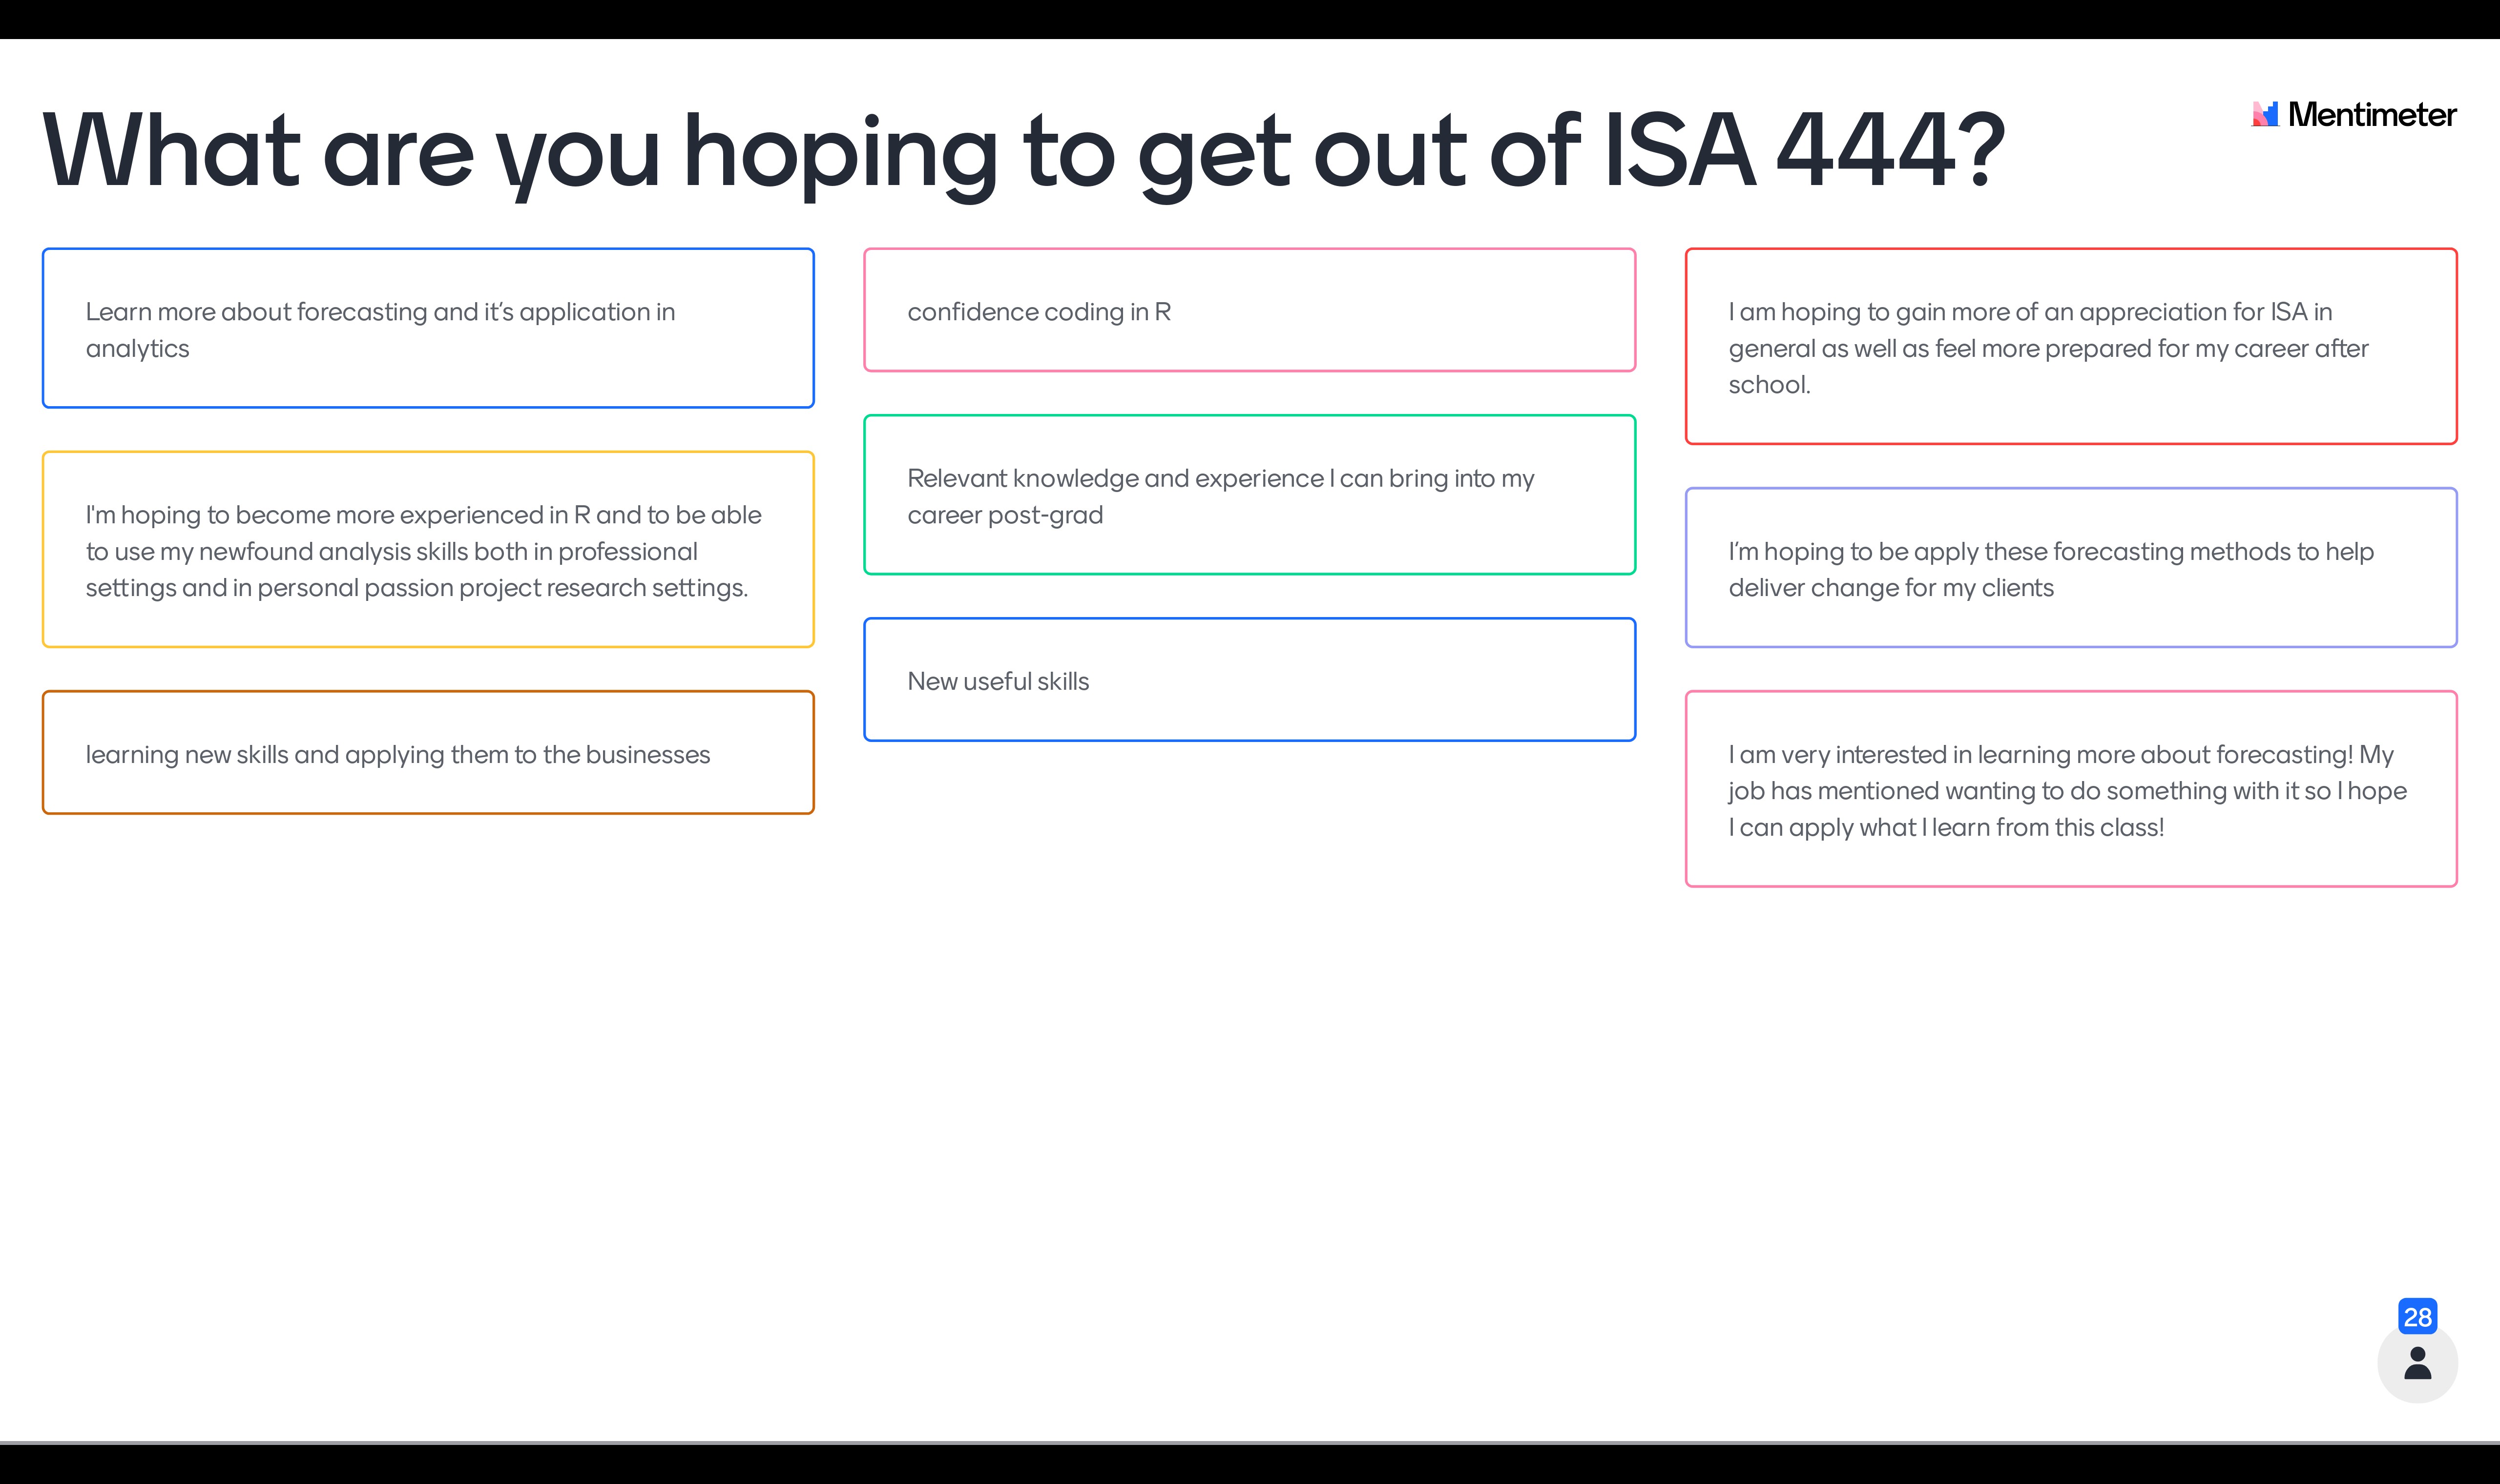 What are you hoping to get out of ISA 444?
Mentimeter
Learn more about forecasting and it's application in
analytics
I'm hoping to become more experienced in R and to be able
to use my newfound analysis skills both in professional
settings and in personal passion project research settings.
learning new skills and applying them to the businesses
confidence coding in R
Relevant knowledge and experience I can bring into my
career post-grad
New useful skills
I am hoping to gain more of an appreciation for ISA in
general as well as feel more prepared for my career after
school.
I'm hoping to be apply these forecasting methods to help
deliver change for my clients
I am very interested in learning more about forecasting! My
job has mentioned wanting to do something with it so I hope
I can apply what I learn from this class!
28